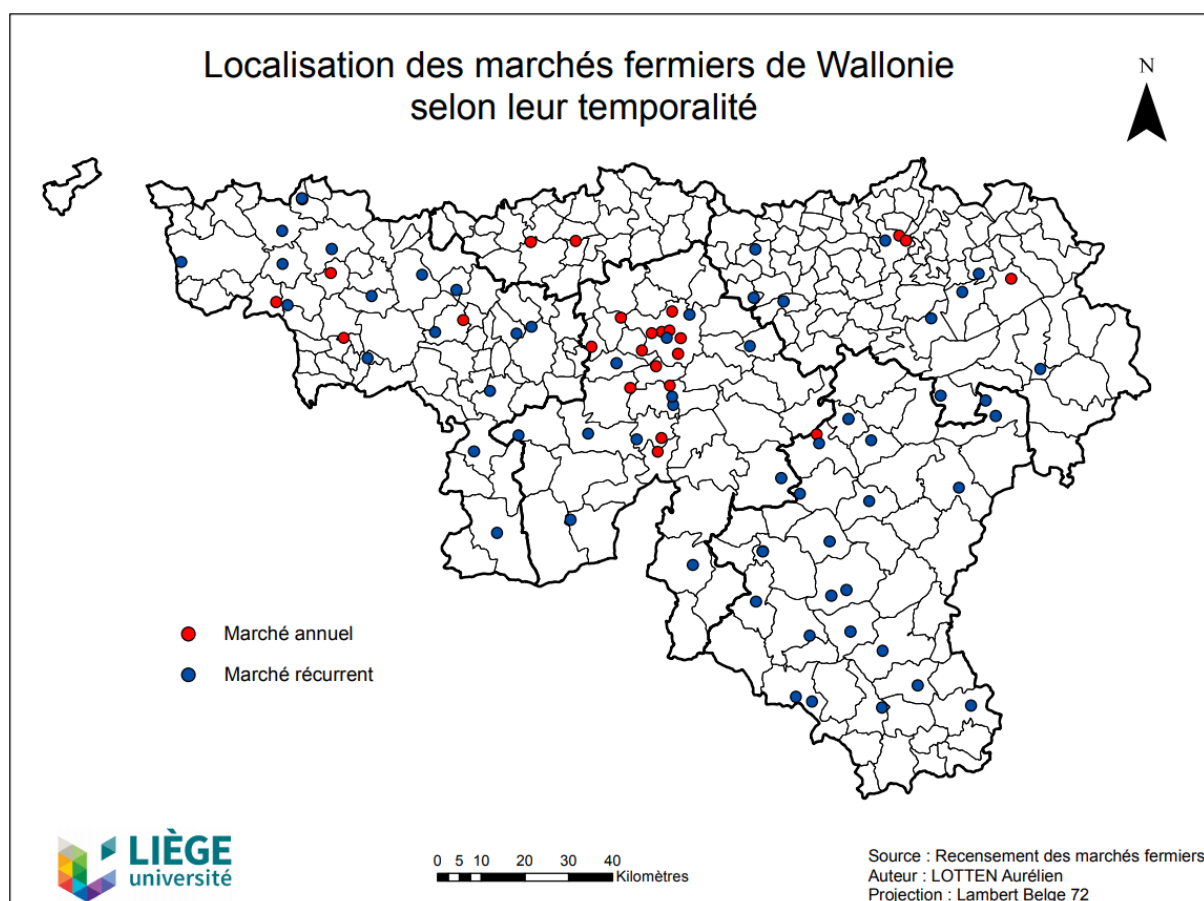 Localisation des marchés fermiers de Wallonie
selon leur temporalité
N
Marché annuel
Marché récurrent
LIÈGE
université
0 5 10 20 30 40
Kilomètres
Source : Recensement des marchés fermiers
Auteur : LOTTEN Aurélien
Projection : Lambert Belge 72